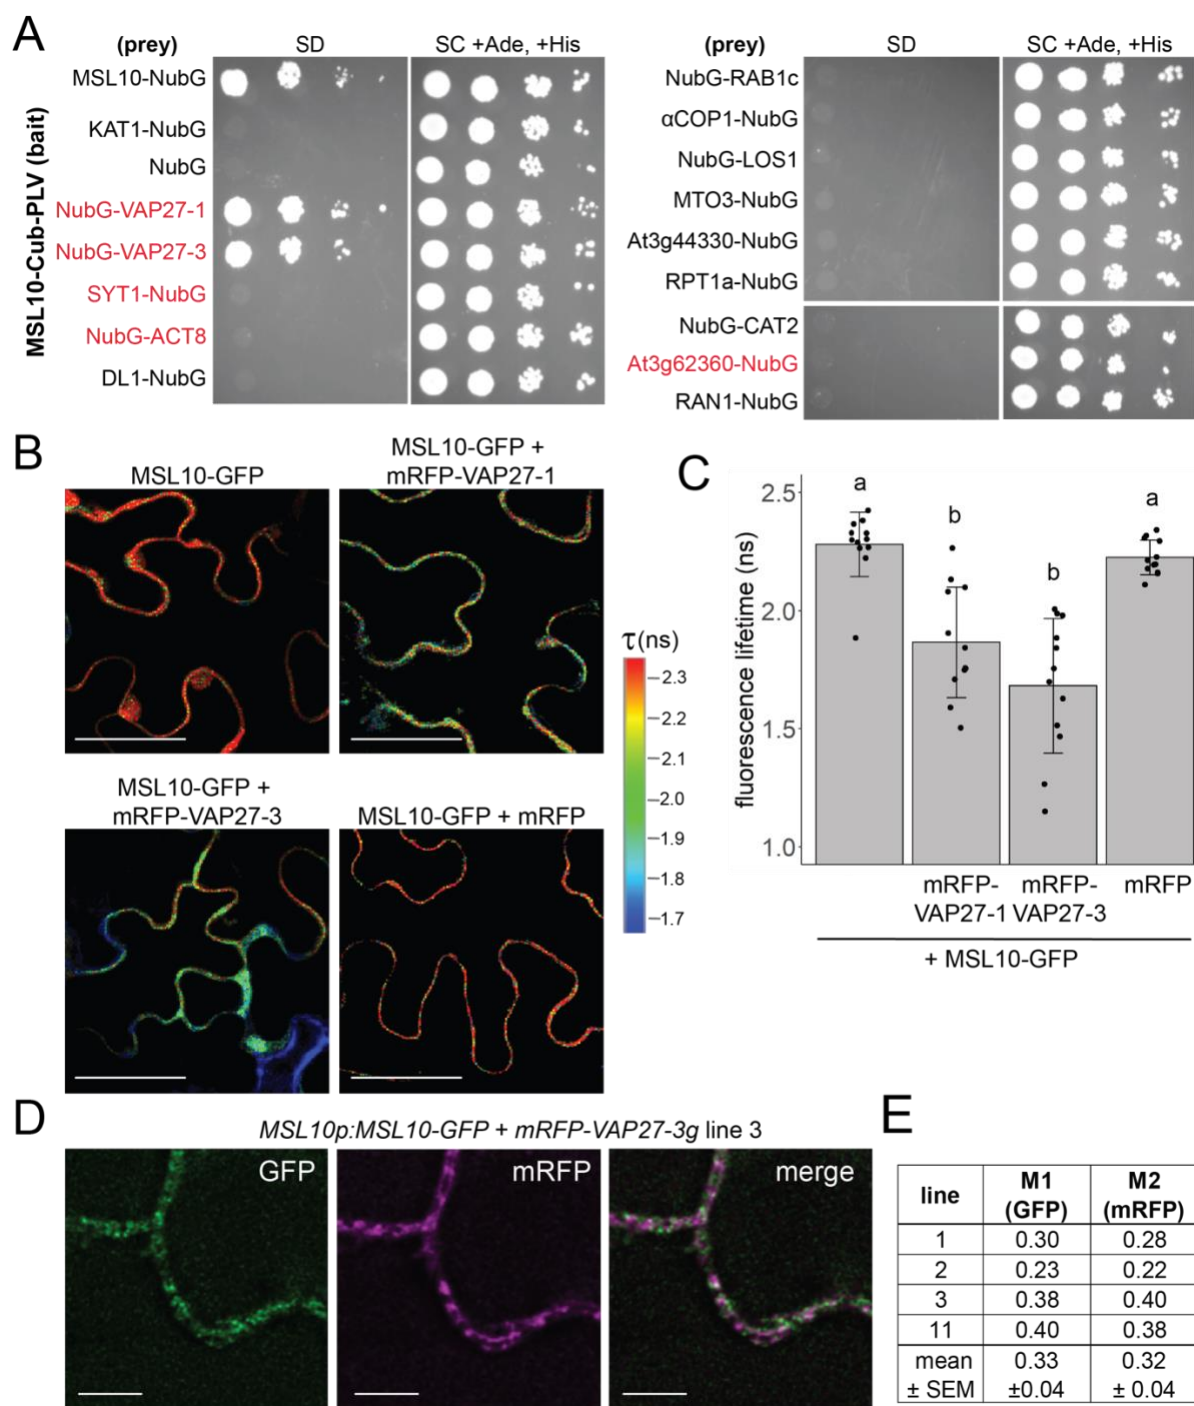 A
(prey)
SD
SC +Ade, +His
MSL10-Cub-PLV (bait)
MSL10-NubG
KAT1-NubG
NubG
NubG-VAP27-1
NubG-VAP27-3
SYT1-NubG
NubG-ACT8
DL1-NubG
(prey)
SD
SC +Ade, +His
NubG-RAB1c
αCOP1-NubG
NubG-LOS1
MTO3-NubG
At3g44330-NubG
RPT1a-NubG
NubG-CAT2
At3g62360-NubG
RAN1-NubG
B
MSL10-GFP
MSL10-GFP +
mRFP-VAP27-1
MSL10-GFP +
mRFP-VAP27-3
MSL10-GFP + mRFP
τ(ns)
2.3
2.2
2.1
2.0
1.9
1.8
1.7
C
fluorescence lifetime (ns)
2.5
2.0
1.5
1.0
a
b
b
a
mRFP-
VAP27-1
mRFP-
VAP27-3
mRFP
+ MSL10-GFP
D
MSL10p:MSL10-GFP + mRFP-VAP27-3g line 3
GFP
mRFP
merge
E
line M1 (GFP) M2 (mRFP)
1 0.30 0.28
2 0.23 0.22
3 0.38 0.40
11 0.40 0.38
mean 0.33 0.32
± SEM ±0.04 ± 0.04